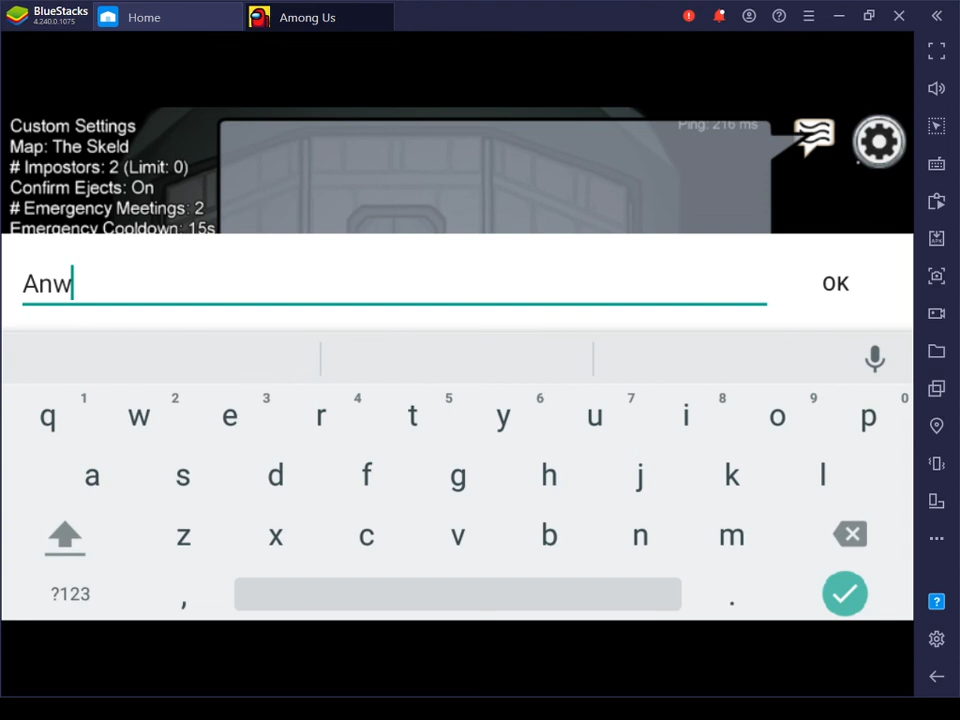 BlueStacks
4.240.0.1075
Home
Among Us
Custom Settings
Map: The Skeld
# Impostors: 2 (Limit: 0)
Confirm Ejects: On
# Emergency Meetings: 2
Emergency Cooldown: 15s
Ping: 216 ms
Anw
OK
1 2 3 4 5 6 7 8 9 0
q w e r t y u i o p
a s d f g h j k l
z x c v b n m
?123 , .